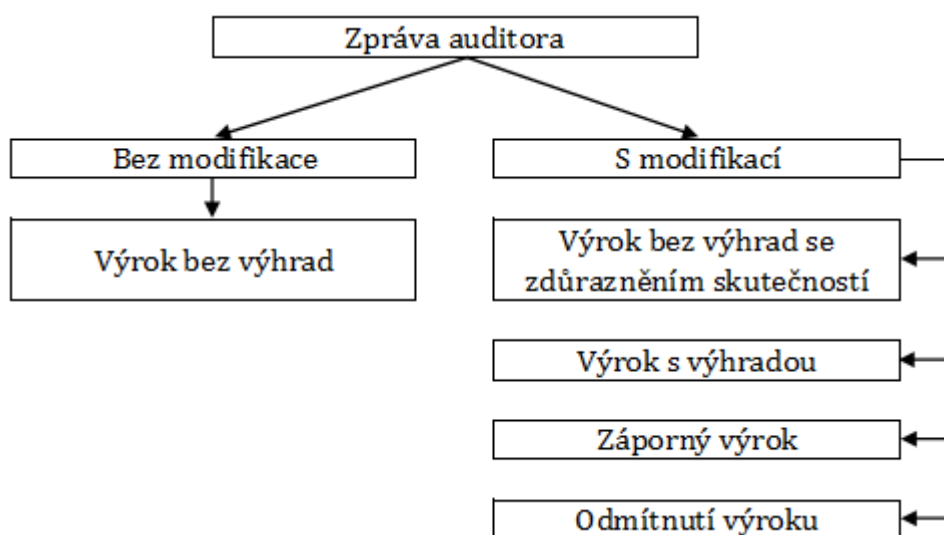 Zpráva auditora
Bez modifikace
S modifikací
Výrok bez výhrad
Výrok bez výhrad se
zdůrazněním skutečností
Výrok s výhradou
Záporný výrok
Odmítnutí výroku